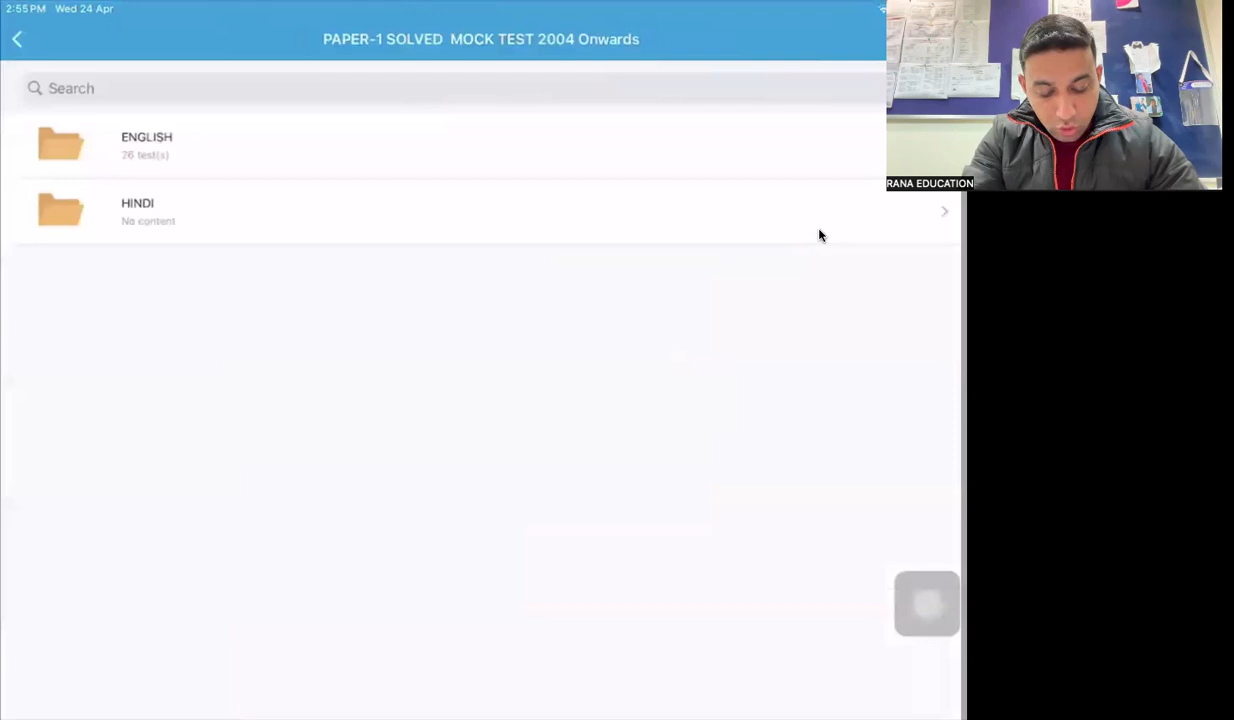 2:55 PM Wed 24 Apr
PAPER-1 SOLVED MOCK TEST 2004 Onwards
Search
ENGLISH
26 test(s)
HINDI
No content
RANA EDUCATION